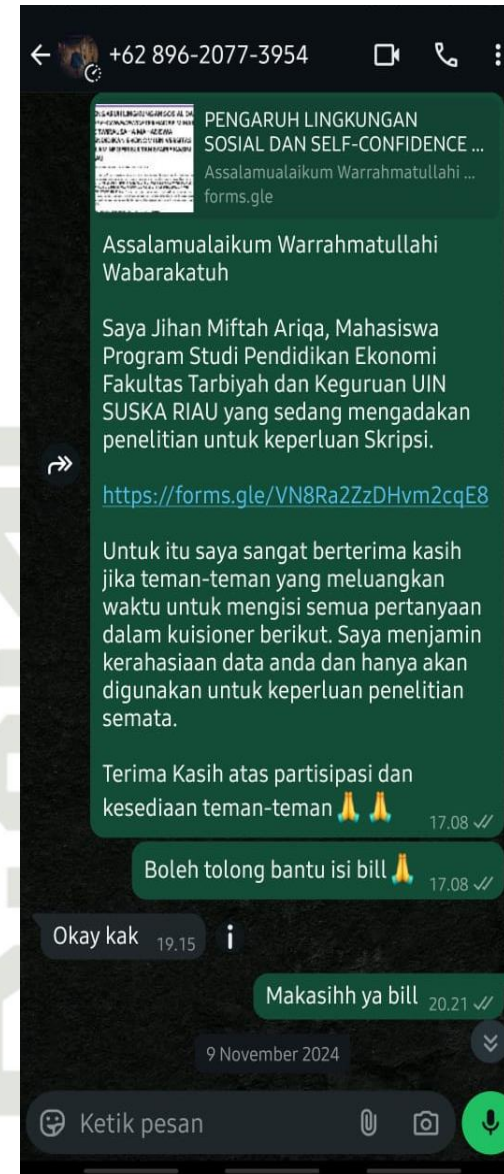 +62 896-2077-3954
PENGARUH LINGKUNGAN
SOSIAL DAN SELF-CONFIDENCE ...
Assalamualaikum Warrahmatullahi ...
forms.gle
Assalamualaikum Warrahmatullahi
Wabarakatuh
Saya Jihan Miftah Ariqa, Mahasiswa
Program Studi Pendidikan Ekonomi
Fakultas Tarbiyah dan Keguruan UIN
SUSKA RIAU yang sedang mengadakan
penelitian untuk keperluan Skripsi.
https://forms.gle/VN8Ra2ZzDHvm2cqE8
Untuk itu saya sangat berterima kasih
jika teman-teman yang meluangkan
waktu untuk mengisi semua pertanyaan
dalam kuisioner berikut. Saya menjamin
kerahasiaan data anda dan hanya akan
digunakan untuk keperluan penelitian
semata.
Terima Kasih atas partisipasi dan
kesediaan teman-teman 🙏 🙏
17.08
Boleh tolong bantu isi bill 🙏 17.08
Okay kak 19.15
Makasihh ya bill 20.21
9 November 2024
Ketik pesan